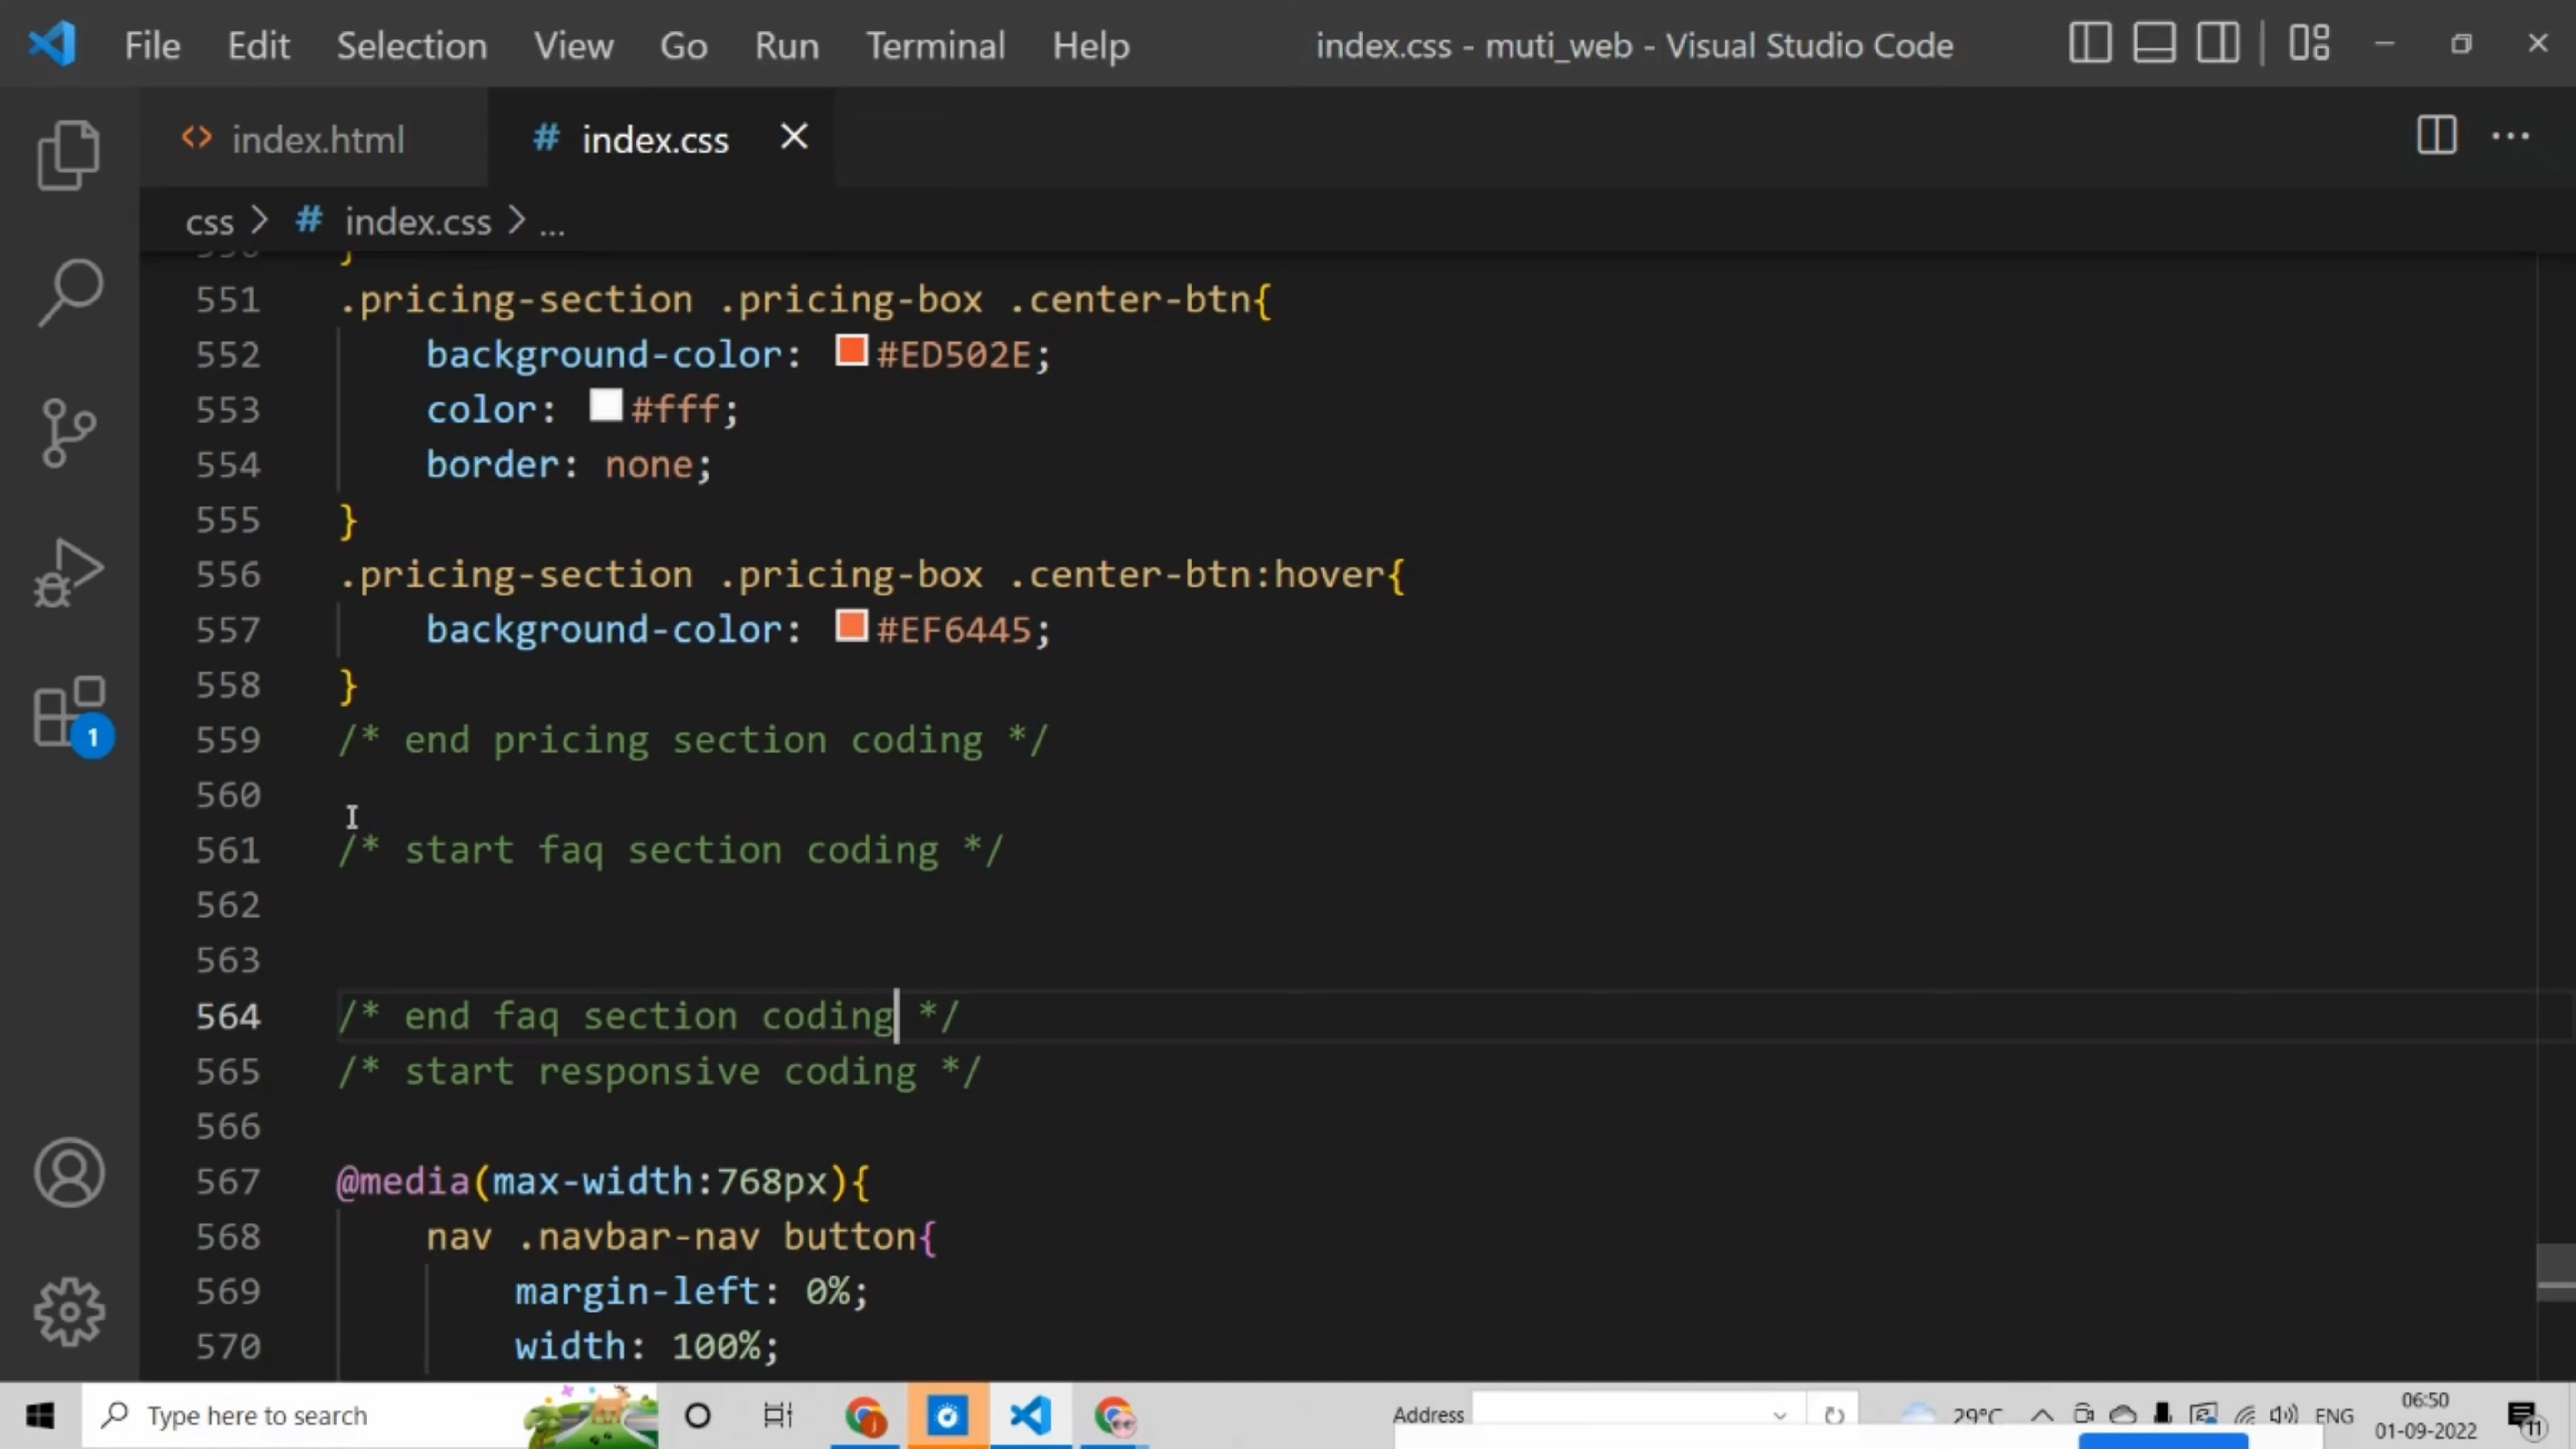 File Edit Selection View Go Run Terminal Help index.css - muti_web - Visual Studio Code
index.html index.css
css > # index.css > ...
551 .pricing-section .pricing-box .center-btn{
552 background-color: #ED502E;
553 color: #fff;
554 border: none;
555 }
556 .pricing-section .pricing-box .center-btn:hover{
557 background-color: #EF6445;
558 }
559 /* end pricing section coding */
560
561 /* start faq section coding */
562
563
564 /* end faq section coding */
565 /* start responsive coding */
566
567 @media(max-width:768px){
568 nav .navbar-nav button{
569 margin-left: 0%;
570 width: 100%;
1
Type here to search Address 29°C ENG 06:50
01-09-2022
11